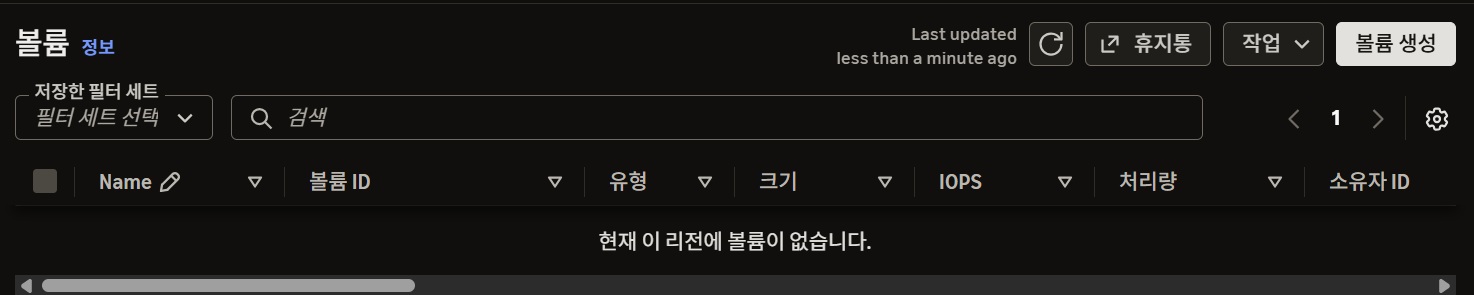 볼륨 정보
Last updated
less than a minute ago
휴지통
작업
볼륨 생성
저장한 필터 세트
필터 세트 선택
검색
1
Name
볼륨 ID
유형
크기
IOPS
처리량
소유자 ID
현재 이 리전에 볼륨이 없습니다.